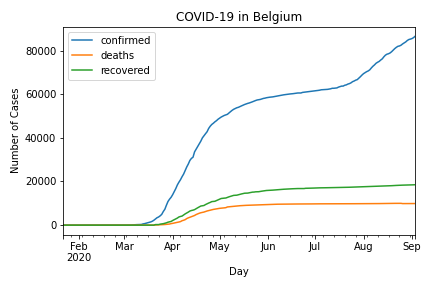 COVID-19 in Belgium
confirmed
deaths
recovered
Number of Cases
80000
60000
40000
20000
0
Feb Mar Apr May Jun Jul Aug Sep
2020
Day